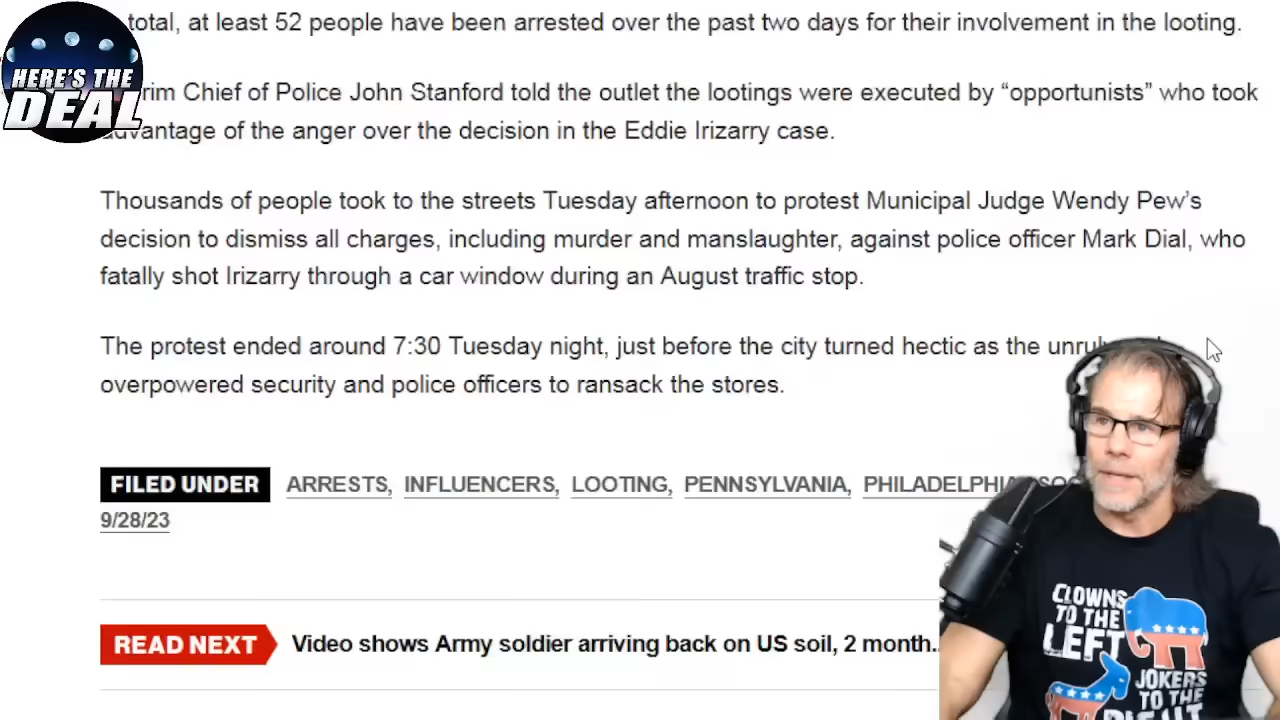 HERE'S THE
DEAL
total, at least 52 people have been arrested over the past two days for their involvement in the looting.
Chief of Police John Stanford told the outlet the lootings were executed by “opportunists” who took
advantage of the anger over the decision in the Eddie Irizarry case.
Thousands of people took to the streets Tuesday afternoon to protest Municipal Judge Wendy Pew’s
decision to dismiss all charges, including murder and manslaughter, against police officer Mark Dial, who
fatally shot Irizarry through a car window during an August traffic stop.
The protest ended around 7:30 Tuesday night, just before the city turned hectic as the
overpowered security and police officers to ransack the stores.
FILED UNDER ARRESTS, INFLUENCERS, LOOTING, PENNSYLVANIA, PHILADELPHIA
9/28/23
READ NEXT Video shows Army soldier arriving back on US soil, 2 month..
CLOWNS
TO THE
LEFT
JOKERS
TO THE
RIGHT